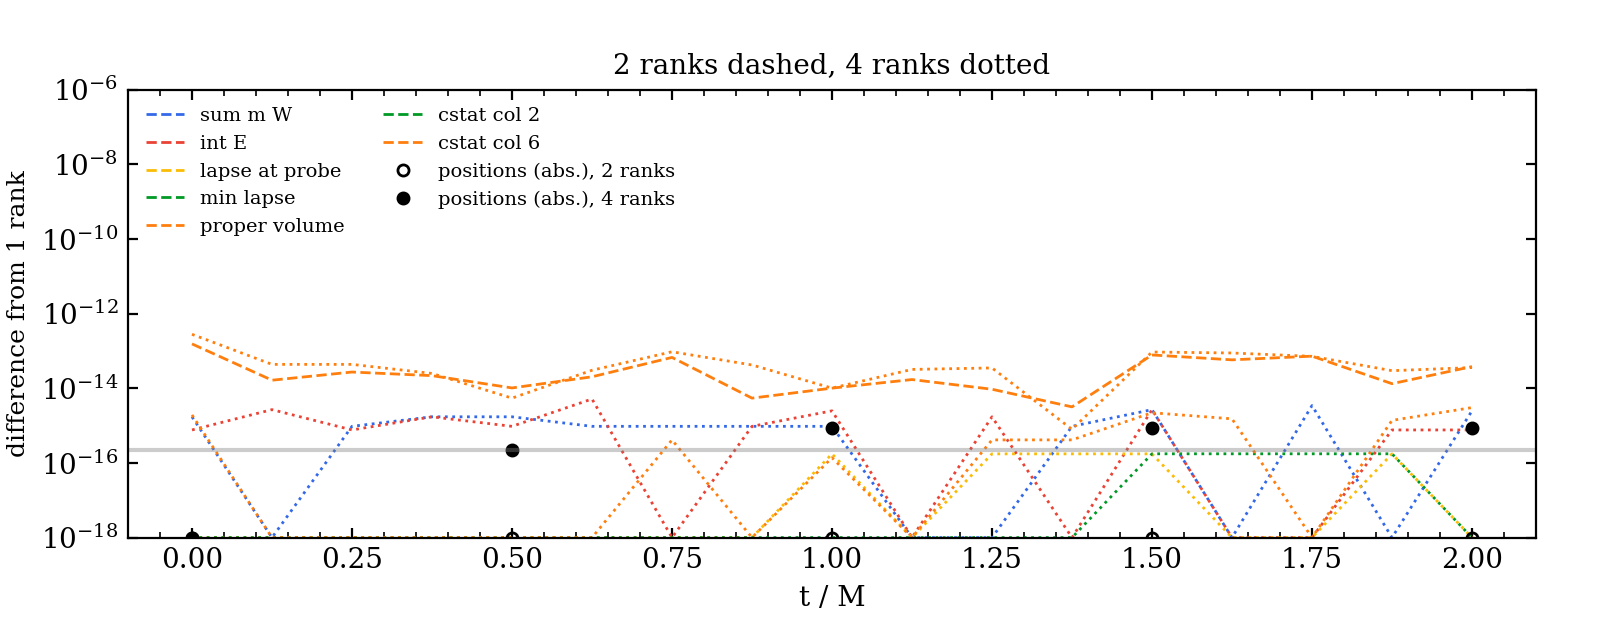 2 ranks dashed, 4 ranks dotted
difference from 1 rank
10⁻⁶
10⁻⁸
10⁻¹⁰
10⁻¹²
10⁻¹⁴
10⁻¹⁶
10⁻¹⁸
sum m W
int E
lapse at probe
min lapse
proper volume
cstat col 2
cstat col 6
positions (abs.), 2 ranks
positions (abs.), 4 ranks
0.00 0.25 0.50 0.75 1.00 1.25 1.50 1.75 2.00
t / M